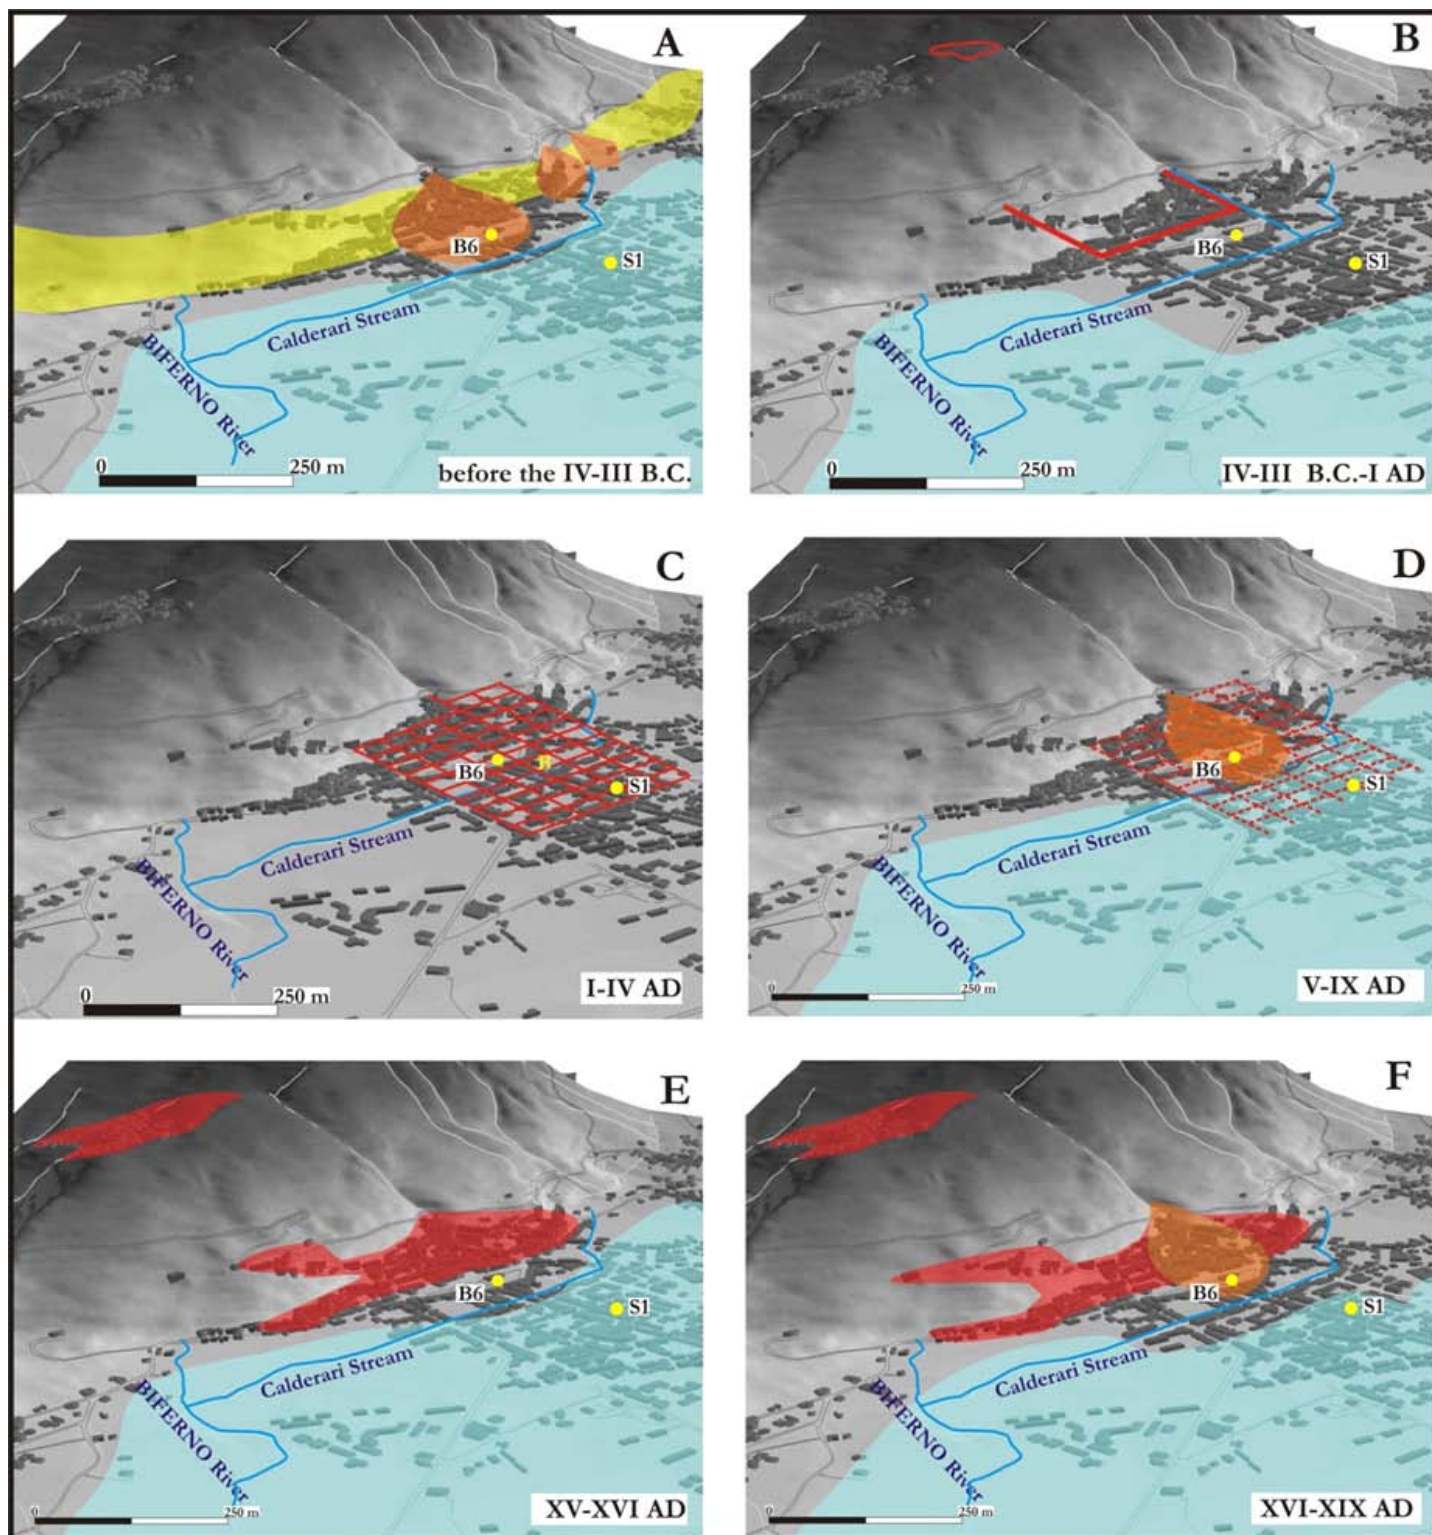 A
B6
S1
Calderari Stream
BIFERNO River
0 250 m
before the IV-III B.C.
B
B6
S1
Calderari Stream
BIFERNO River
0 250 m
IV-III B.C.-I AD
C
B6
S1
Calderari Stream
BIFERNO River
0 250 m
I-IV AD
D
B6
S1
Calderari Stream
BIFERNO River
0 250 m
V-IX AD
E
B6
S1
Calderari Stream
BIFERNO River
0 250 m
XV-XVI AD
F
B6
S1
Calderari Stream
BIFERNO River
0 250 m
XVI-XIX AD